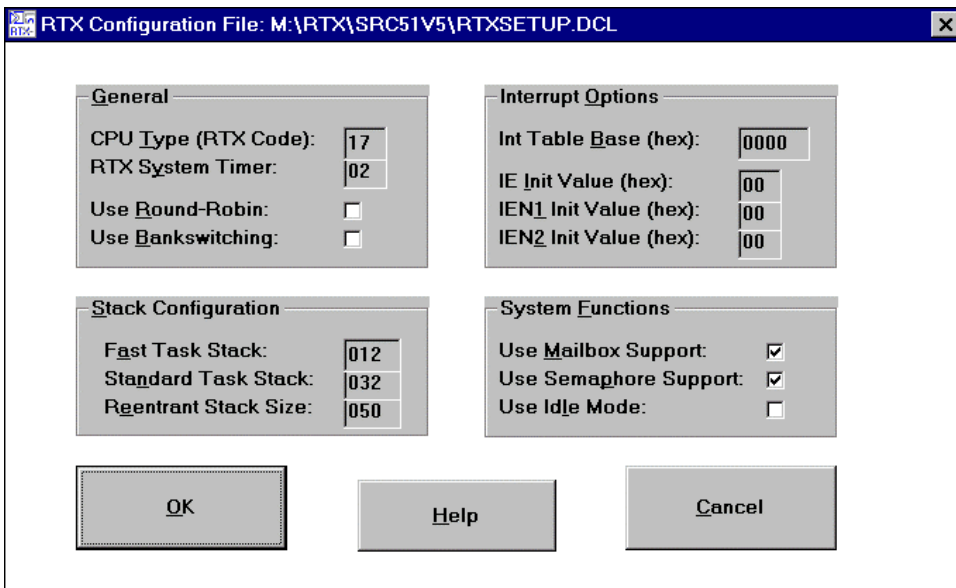 RTX-
RTX Configuration File: M:\RTX\SRC51V5\RTXSETUP.DCL
General
CPU Type (RTX Code): 17
RTX System Timer: 02
Use Round-Robin:
Use Bankswitching:
Interrupt Options
Int Table Base (hex): 0000
IE Init Value (hex): 00
IEN1 Init Value (hex): 00
IEN2 Init Value (hex): 00
Stack Configuration
Fast Task Stack: 012
Standard Task Stack: 032
Reentrant Stack Size: 050
System Functions
Use Mailbox Support:
Use Semaphore Support:
Use Idle Mode:
OK
Help
Cancel